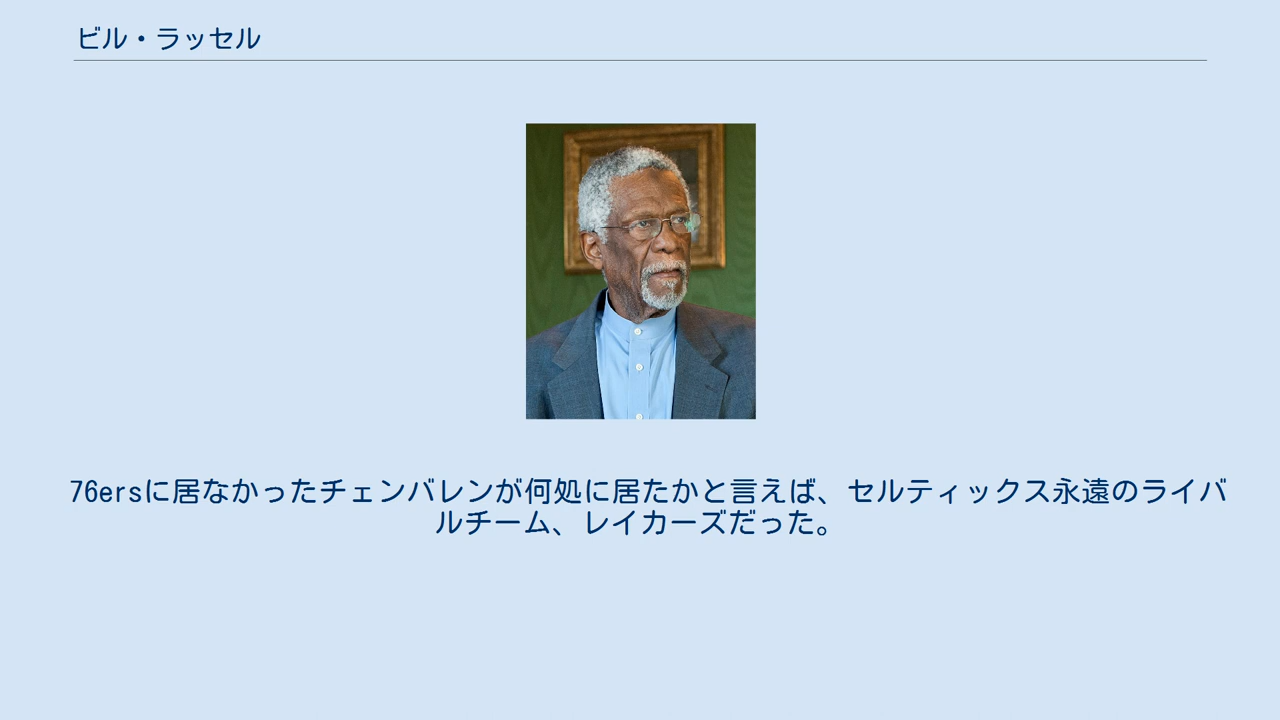 ビル・ラッセル
76ersに居なかったチェンバレンが何処に居たかと言えば、セルティックス永遠のライバ
ルチーム、レイカーズだった。